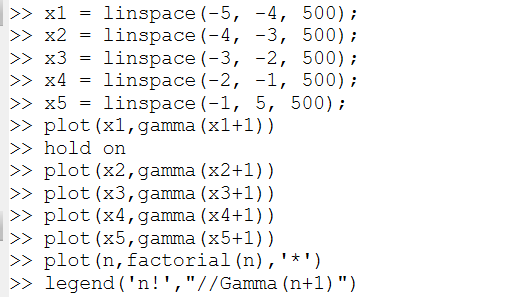 >> x1 = linspace(-5, -4, 500);
>> x2 = linspace(-4, -3, 500);
>> x3 = linspace(-3, -2, 500);
>> x4 = linspace(-2, -1, 500);
>> x5 = linspace(-1, 5, 500);
>> plot(x1,gamma(x1+1))
>> hold on
>> plot(x2,gamma(x2+1))
>> plot(x3,gamma(x3+1))
>> plot(x4,gamma(x4+1))
>> plot(x5,gamma(x5+1))
>> plot(n,factorial(n),'*')
>> legend('n!',"//Gamma(n+1)")